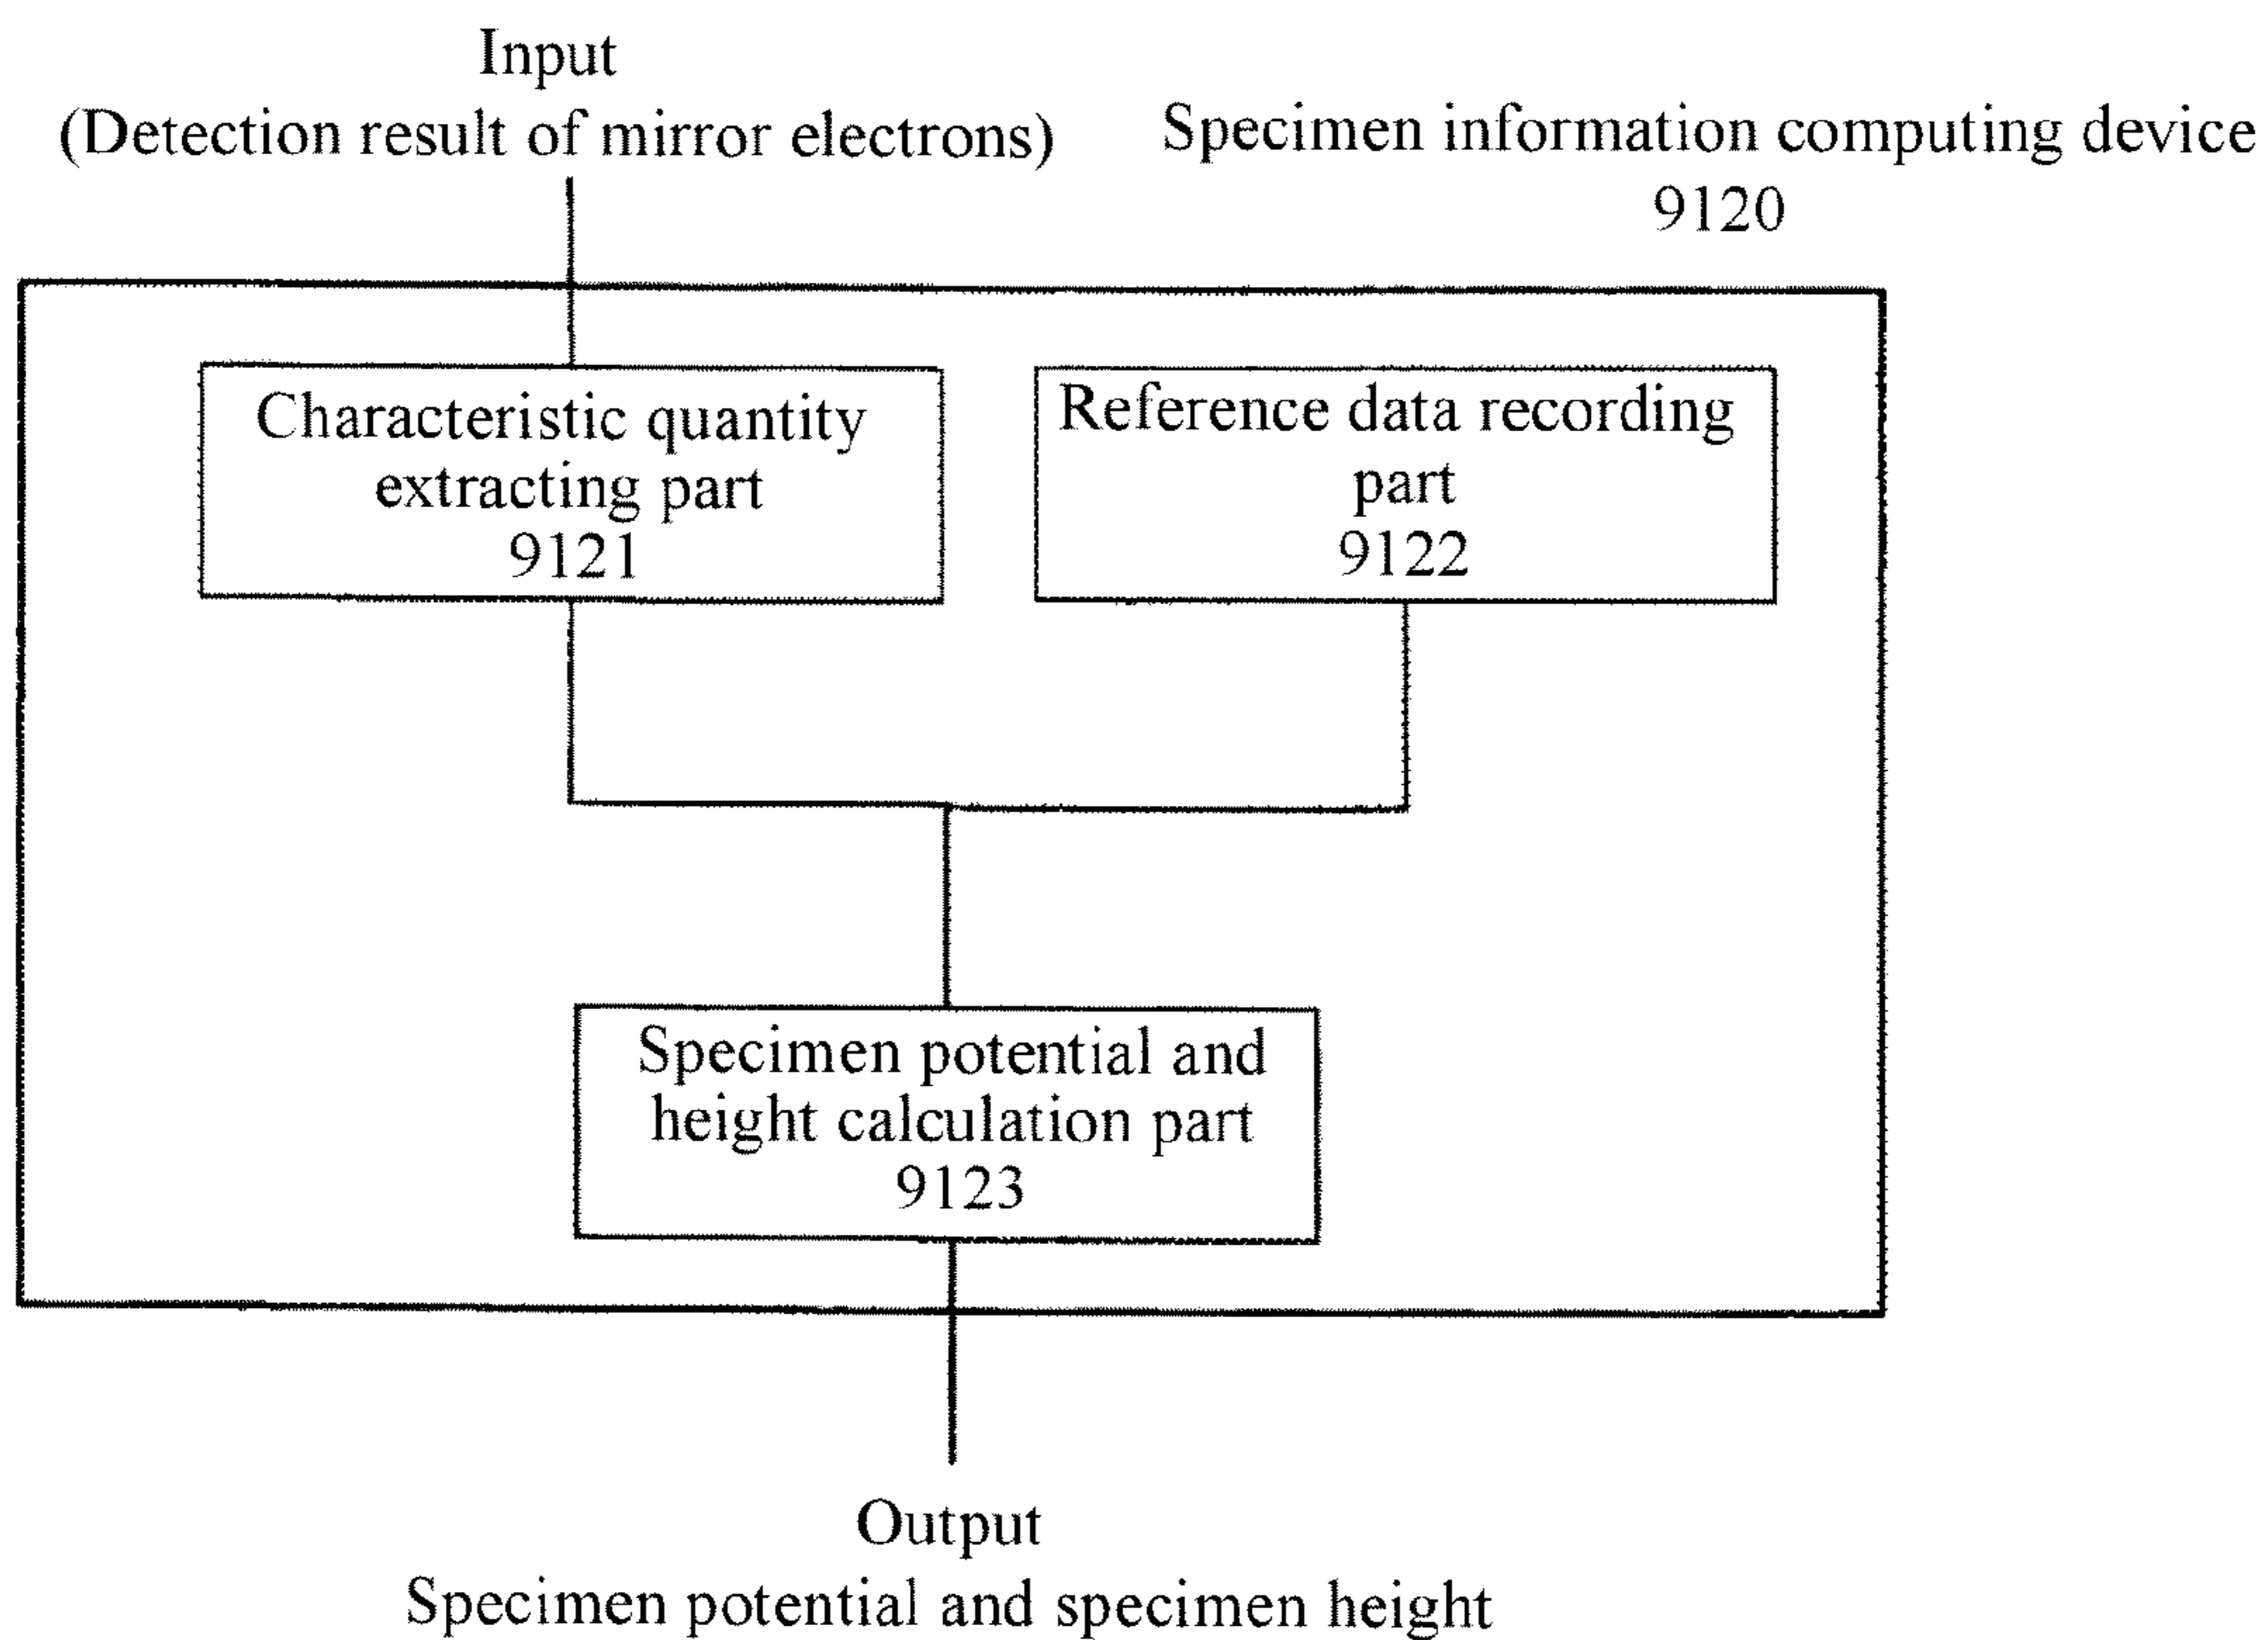 Input
(Detection result of mirror electrons)
Specimen information computing device
9120
Characteristic quantity
extracting part
9121
Reference data recording
part
9122
Specimen potential and
height calculation part
9123
Output
Specimen potential and specimen height